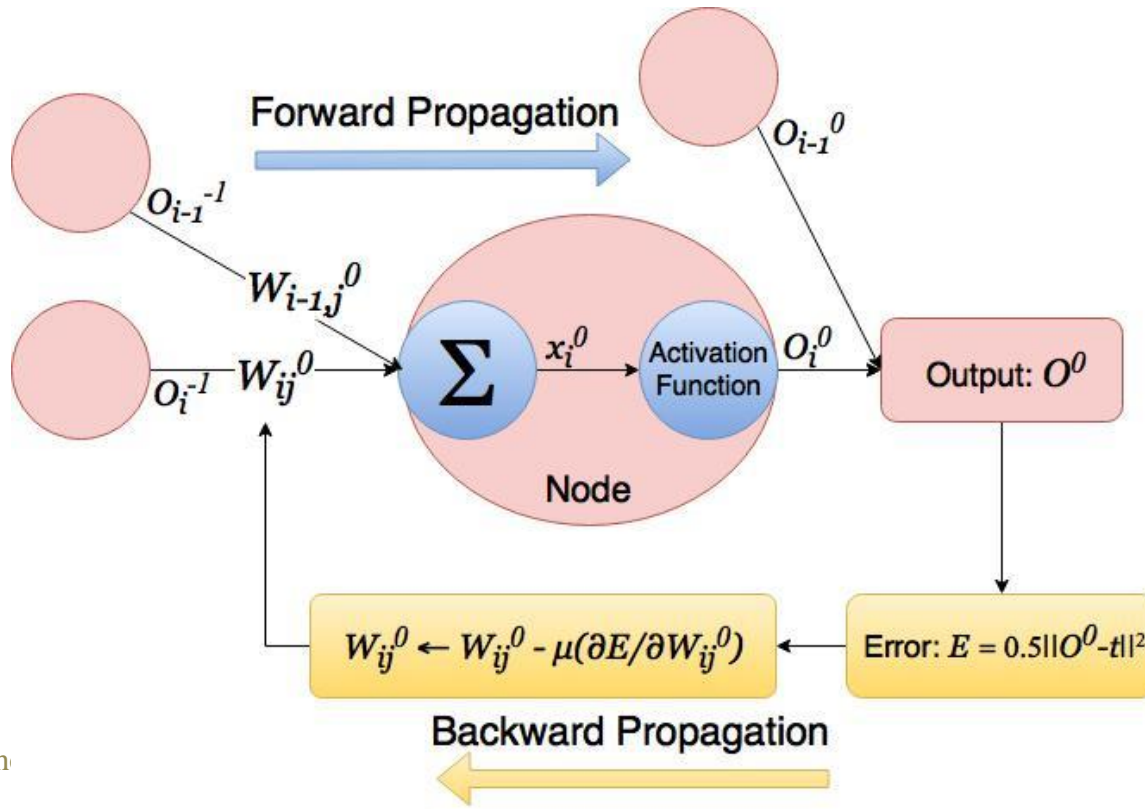 Forward Propagation
O_{i-1}^0
O_{i-1}^{-1}
W_{i-1,j}^0
O_i^{-1}
W_{ij}^0
Σ
x_i^0
Activation
Function
O_i^0
Output: O^0
Node
W_{ij}^0 ← W_{ij}^0 - μ(∂E/∂W_{ij}^0)
Error: E = 0.5||O^0-t||^2
Backward Propagation